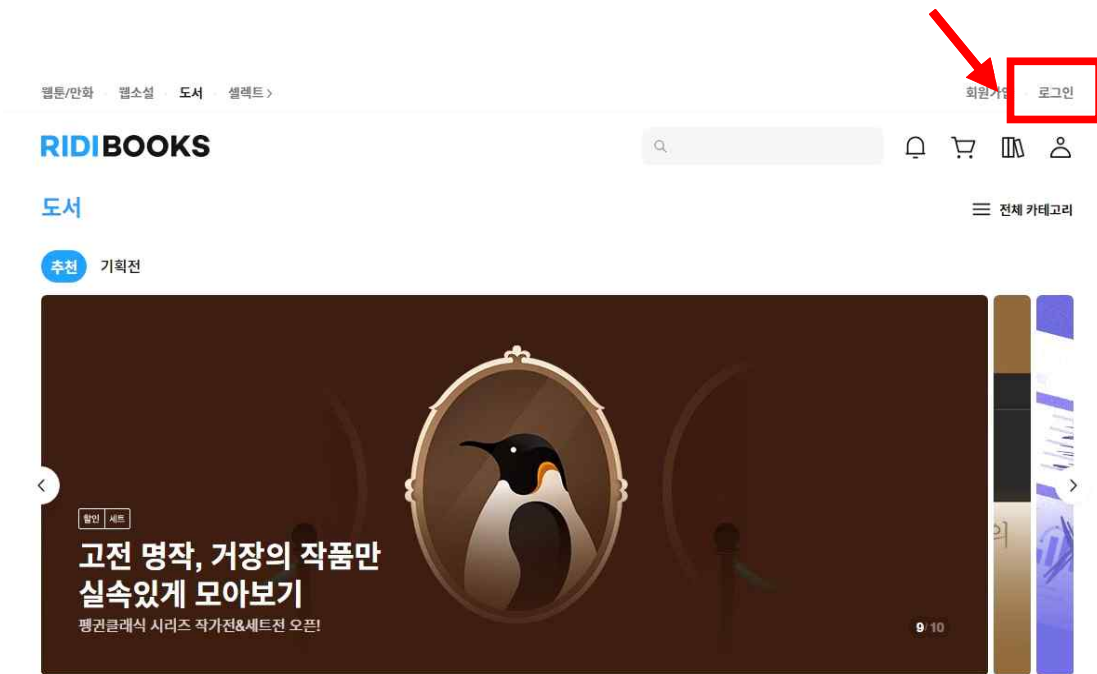 웹툰/만화 웹소설 도서 셀렉트 >
회원가입 로그인
RIDIBOOKS
도서
전체 카테고리
추천 기획전
할인 세트
고전 명작, 거장의 작품만
실속있게 모아보기
펭귄클래식 시리즈 작가전&세트전 오픈!
9/10
의